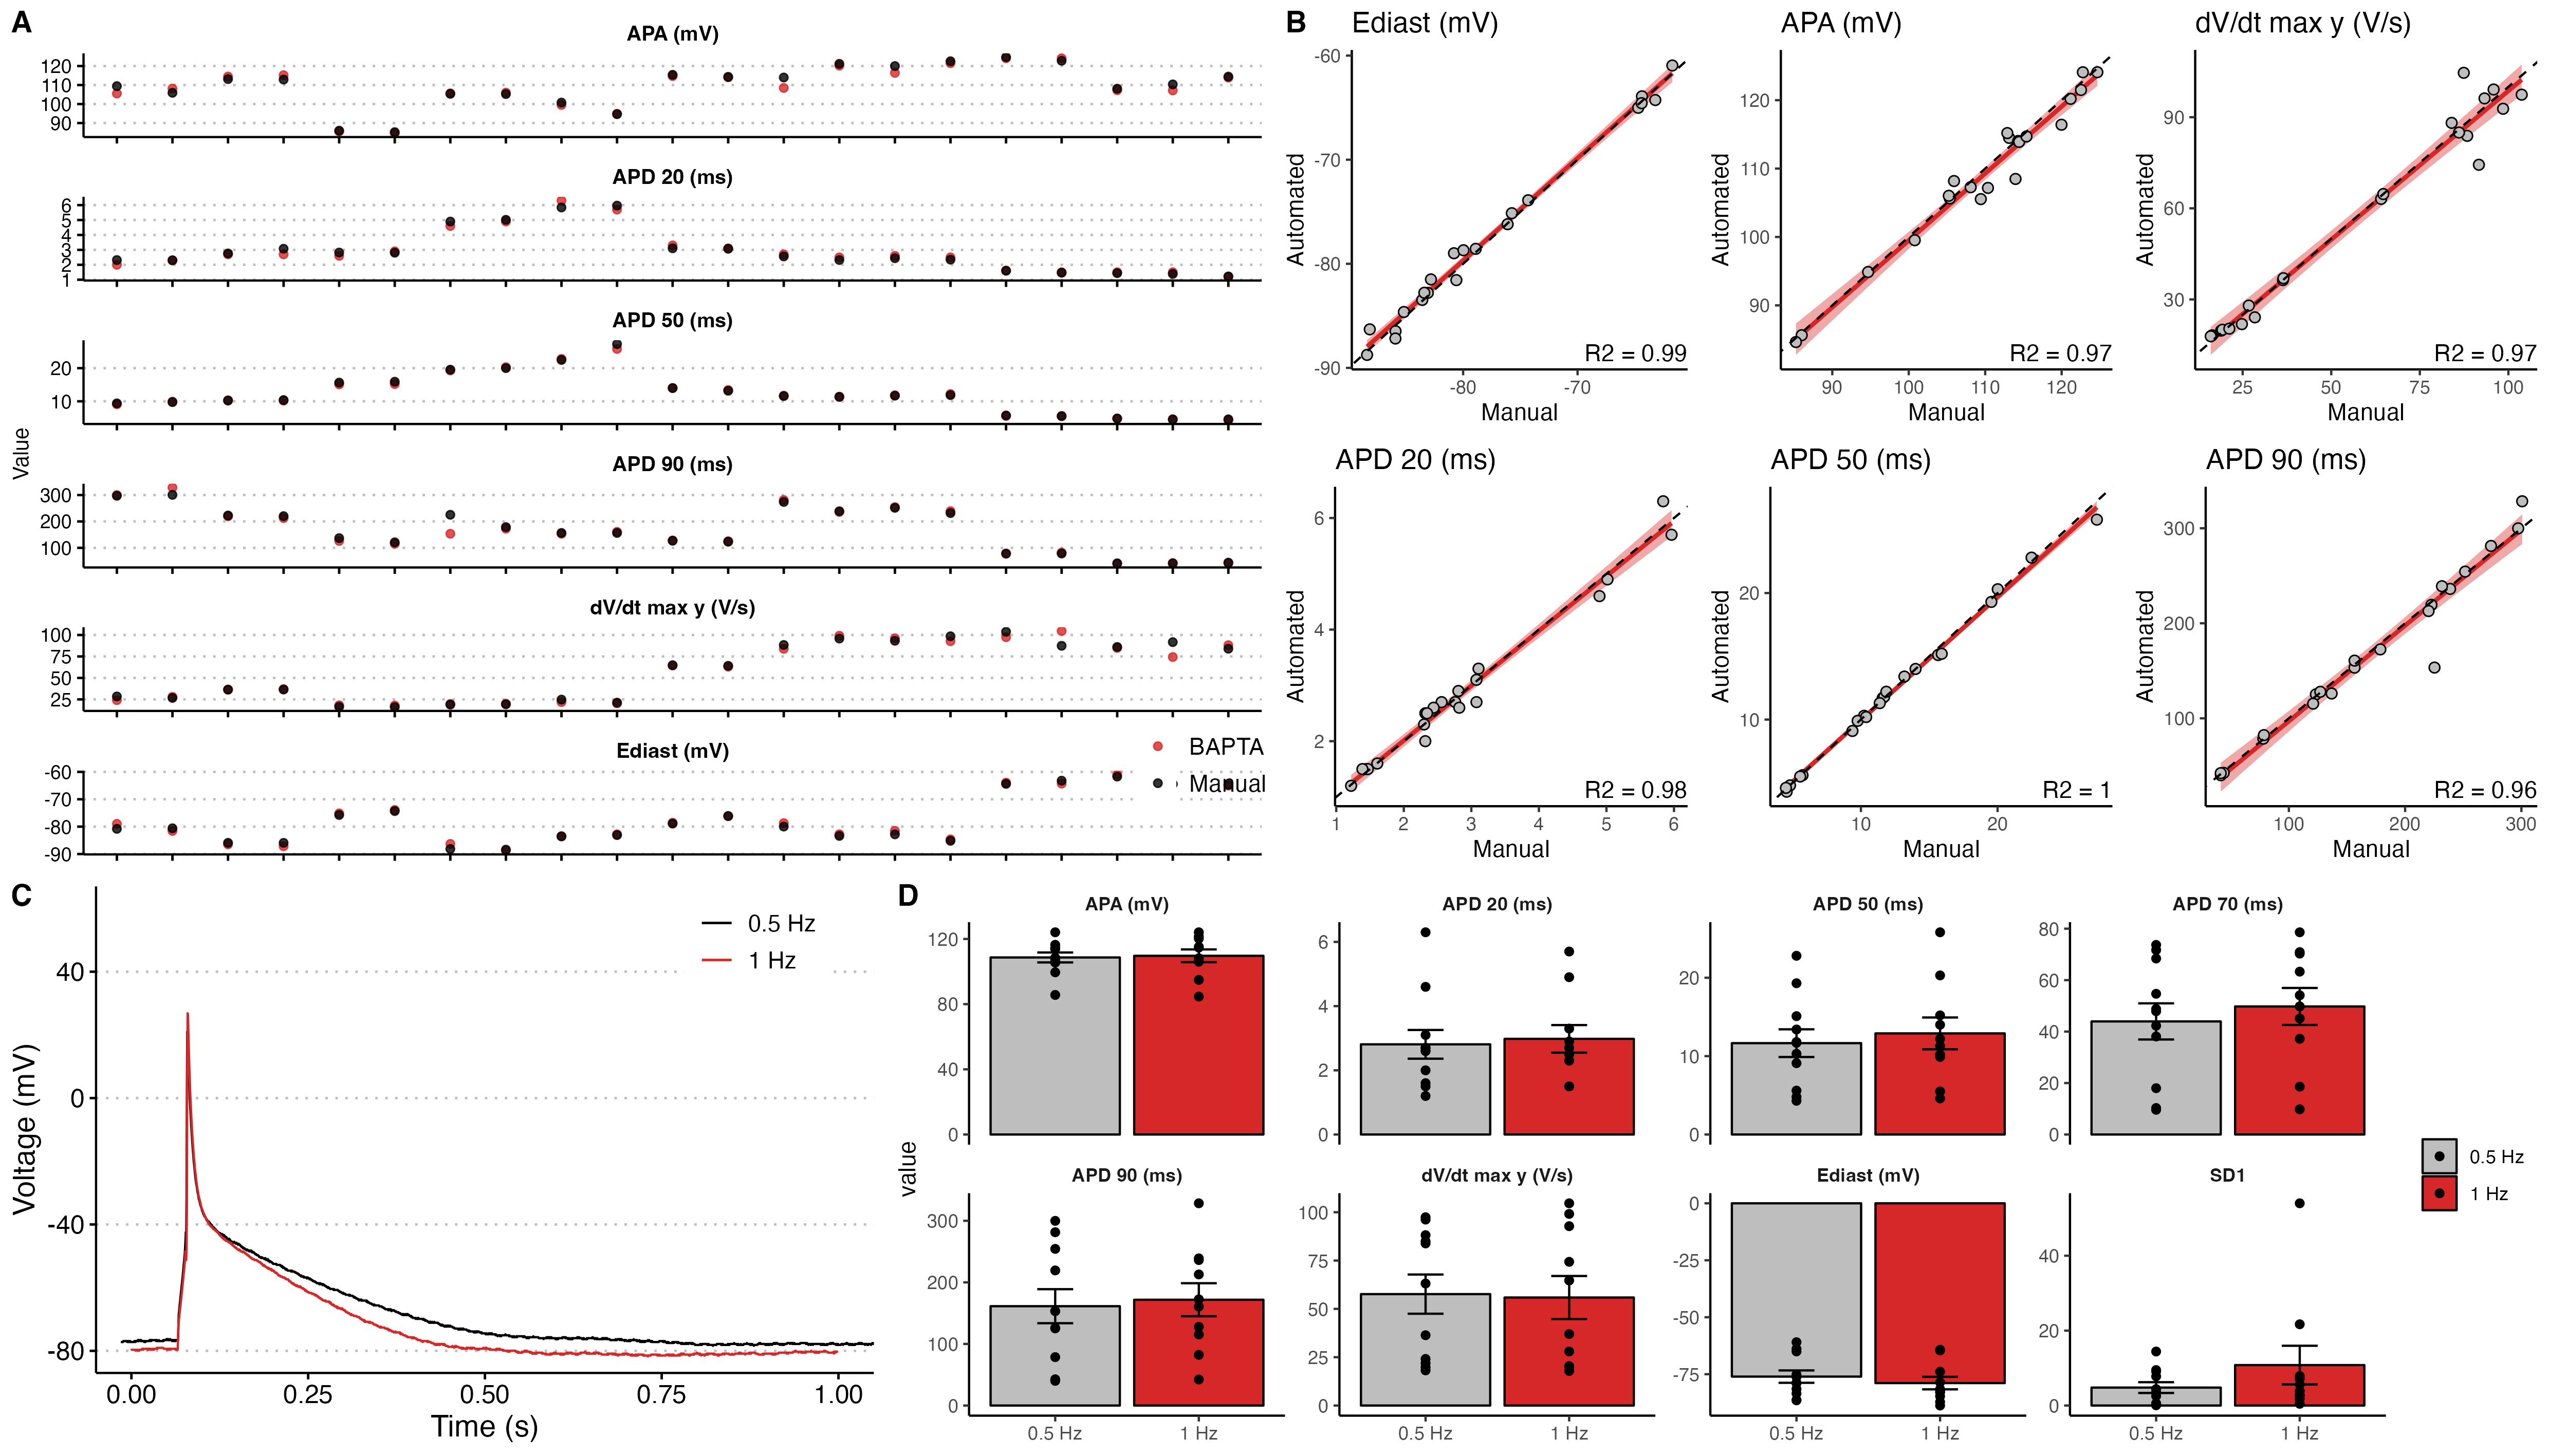 A
Value
APA (mV)
120
110
100
90
APD 20 (ms)
6
5
4
3
2
1
APD 50 (ms)
20
10
APD 90 (ms)
300
200
100
dV/dt max y (V/s)
100
75
50
25
Ediast (mV)
-60
-70
-80
-90
BAPTA
Manual
B
Ediast (mV)
Automated
-60
-70
-80
-90
R2 = 0.99
-80 -70
Manual
APA (mV)
Automated
120
110
100
90
R2 = 0.97
90 100 110 120
Manual
dV/dt max y (V/s)
Automated
90
60
30
R2 = 0.97
25 50 75 100
Manual
APD 20 (ms)
Automated
6
4
2
R2 = 0.98
1 2 3 4 5 6
Manual
APD 50 (ms)
Automated
20
10
R2 = 1
10 20
Manual
APD 90 (ms)
Automated
300
200
100
R2 = 0.96
100 200 300
Manual
C
Voltage (mV)
40
0
-40
-80
0.5 Hz
1 Hz
0.00 0.25 0.50 0.75 1.00
Time (s)
D
value
APA (mV)
120
80
40
0
APD 20 (ms)
6
4
2
0
APD 50 (ms)
20
10
0
APD 70 (ms)
80
60
40
20
0
APD 90 (ms)
300
200
100
0
0.5 Hz 1 Hz
dV/dt max y (V/s)
100
75
50
25
0
0.5 Hz 1 Hz
Ediast (mV)
0
-25
-50
-75
0.5 Hz 1 Hz
SD1
40
20
0
0.5 Hz 1 Hz
0.5 Hz
1 Hz